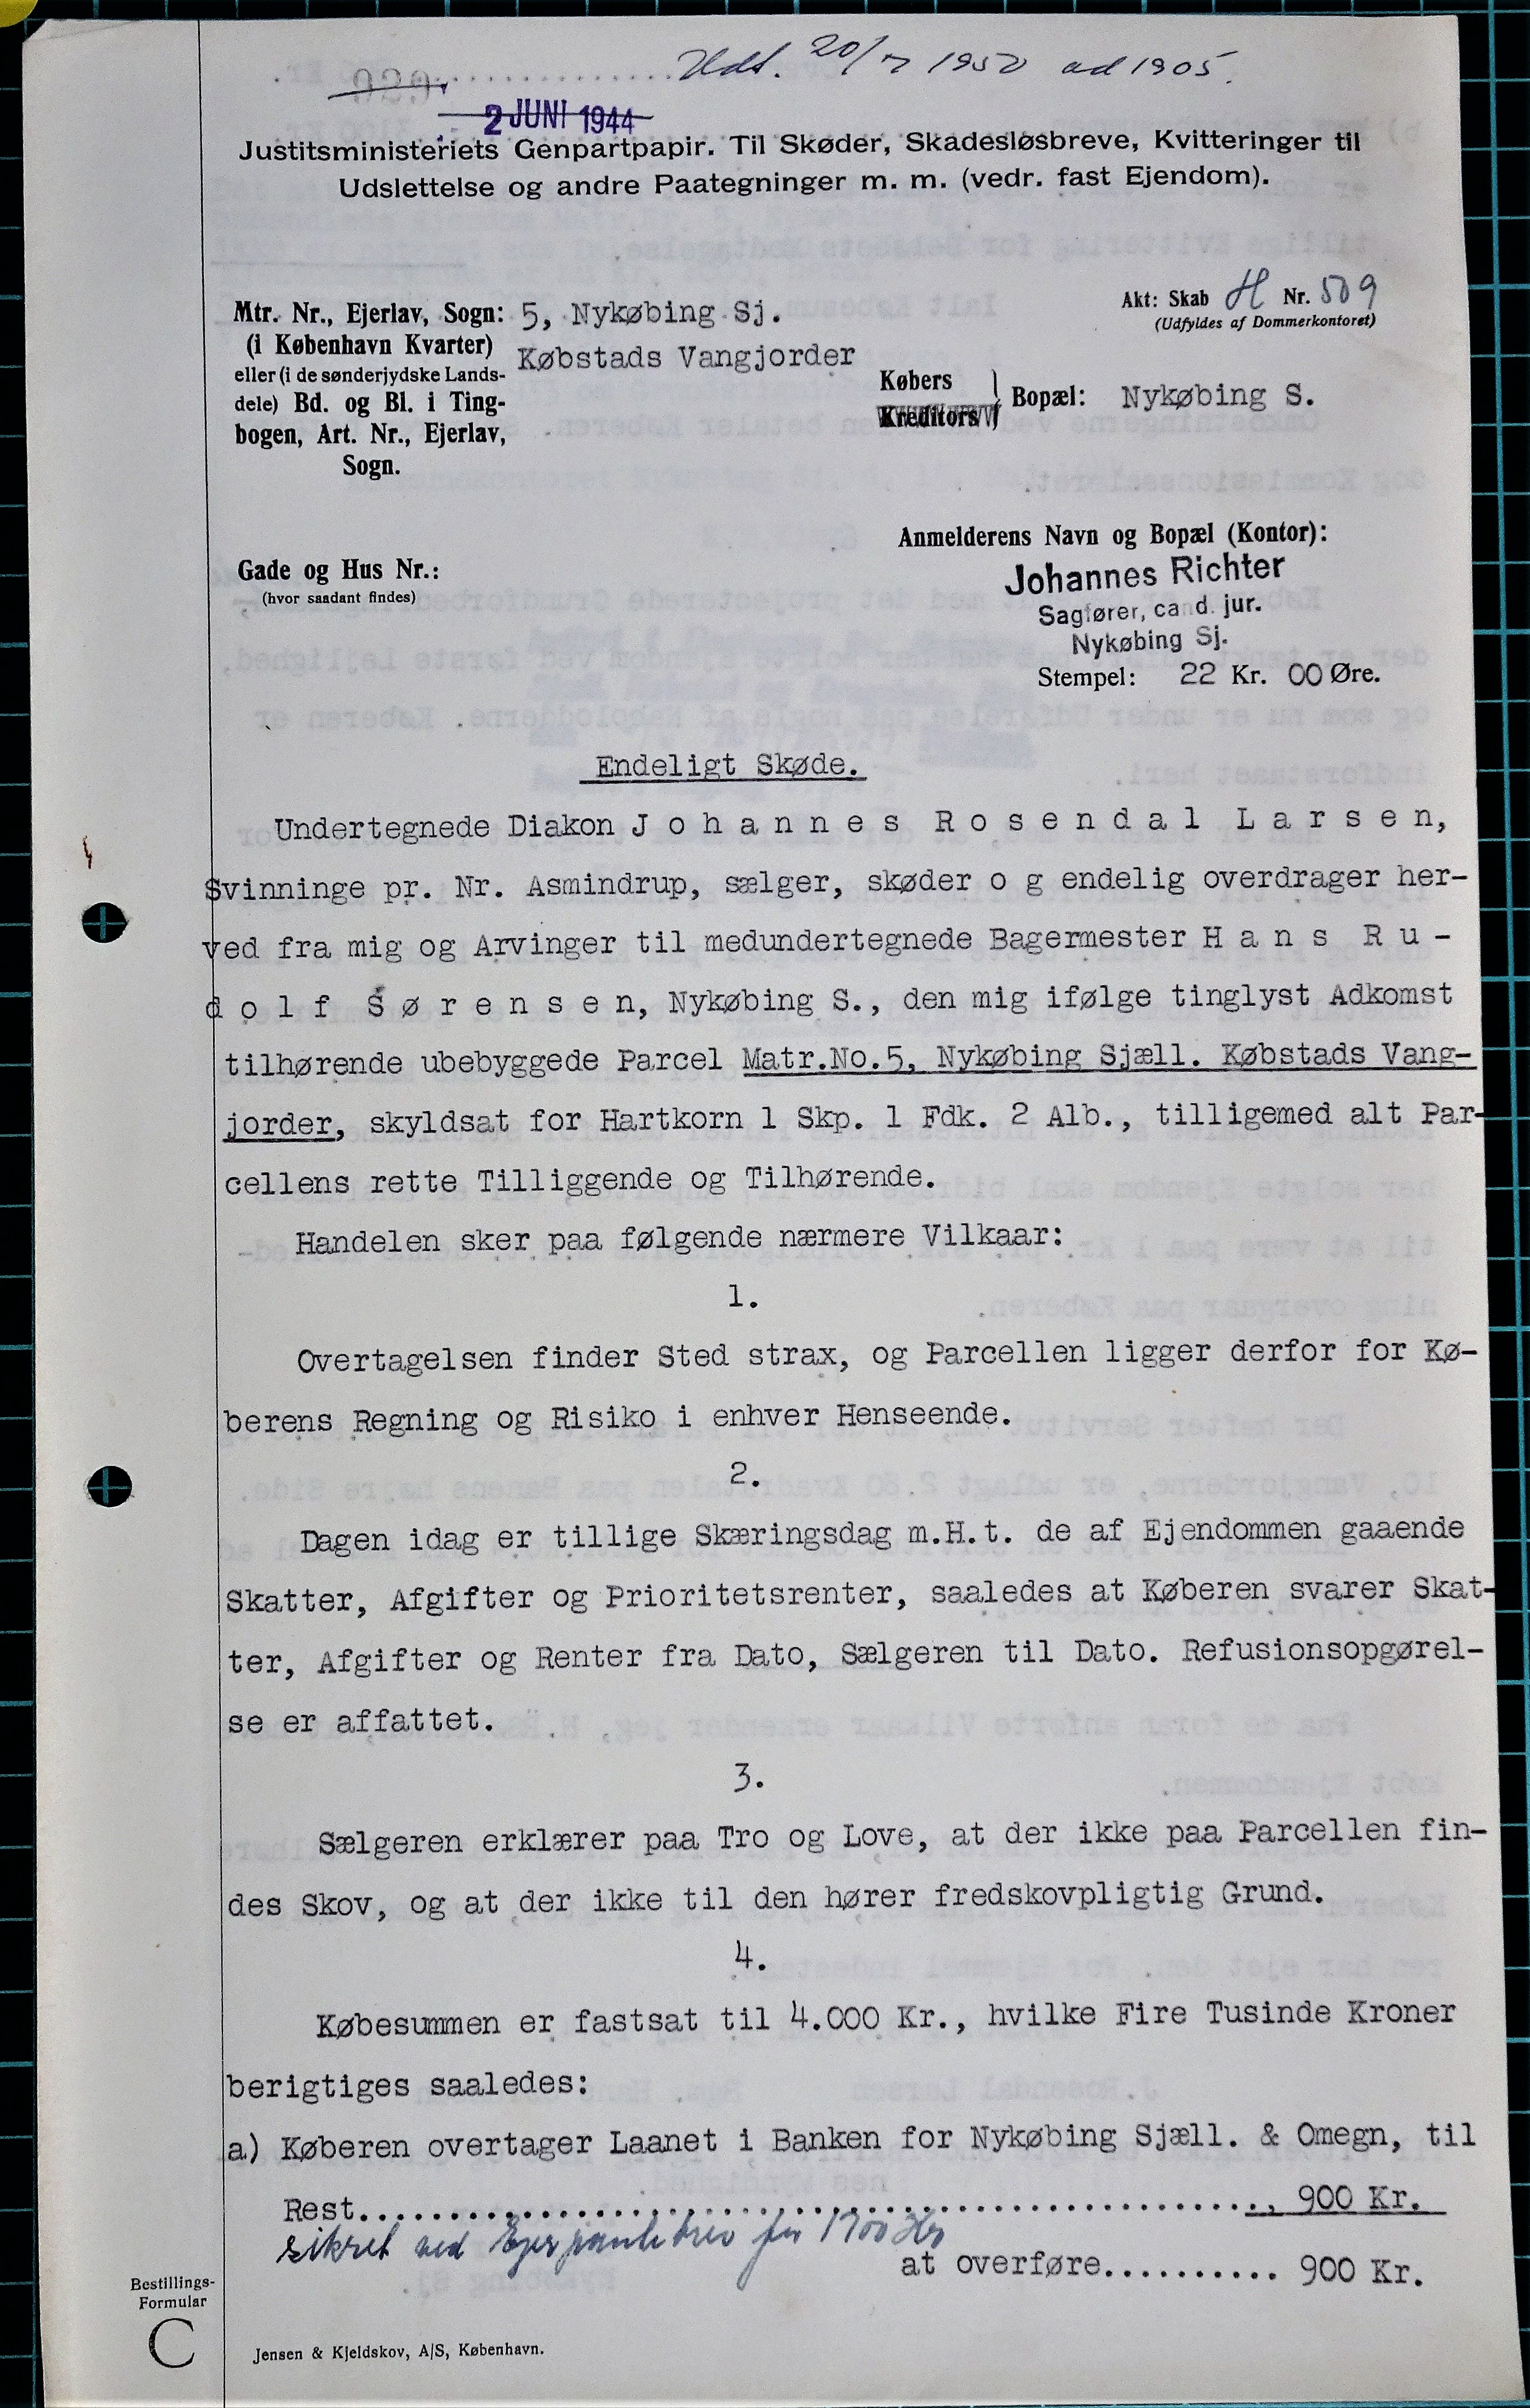 Udst. 20/7 1950 ad 1905.
939
2 JUNI 1944
Justitsministeriets Genpartpapir. Til Skøder, Skadesløsbreve, Kvitteringer til
Udslettelse og andre Paategninger m. m. (vedr. fast Ejendom).
Akt: Skab H Nr. 509
(Udfyldes af Dommerkontoret)
Mtr. Nr., Ejerlav, Sogn: 5, Nykøbing Sj.
(i København Kvarter) Købstads Vangjorder
eller (i de sønderjydske Lands-
dele) Bd. og Bl. i Ting-
bogen, Art. Nr., Ejerlav,
Sogn.
Købers
Kreditors
Bopæl: Nykøbing S.
Gade og Hus Nr.:
(hvor saadant findes)
Anmelderens Navn og Bopæl (Kontor):
Johannes Richter
Sagfører, cand. jur.
Nykøbing Sj.
Stempel: 22 Kr. 00 Øre.
Endeligt Skøde.
Undertegnede Diakon J o h a n n e s R o s e n d a l L a r s e n,
Svinninge pr. Nr. Asmindrup, sælger, skøder o g endelig overdrager her-
ved fra mig og Arvinger til medundertegnede Bagermester H a n s R u -
d o l f S ø r e n s e n, Nykøbing S., den mig ifølge tinglyst Adkomst
tilhørende ubebyggede Parcel Matr.No.5, Nykøbing Sjæll. Købstads Vang-
jorder, skyldsat for Hartkorn 1 Skp. 1 Fdk. 2 Alb., tilligemed alt Par-
cellens rette Tilliggende og Tilhørende.
Handelen sker paa følgende nærmere Vilkaar:
1.
Overtagelsen finder Sted strax, og Parcellen ligger derfor for Kø-
berens Regning og Risiko i enhver Henseende.
2.
Dagen idag er tillige Skæringsdag m.H.t. de af Ejendommen gaaende
Skatter, Afgifter og Prioritetsrenter, saaledes at Køberen svarer Skat-
ter, Afgifter og Renter fra Dato, Sælgeren til Dato. Refusionsopgørel-
se er affattet.
3.
Sælgeren erklærer paa Tro og Love, at der ikke paa Parcellen fin-
des Skov, og at der ikke til den hører fredskovpligtig Grund.
4.
Købesummen er fastsat til 4.000 Kr., hvilke Fire Tusinde Kroner
berigtiges saaledes:
a) Køberen overtager Laanet i Banken for Nykøbing Sjæll. & Omegn, til
Rest.................................................., 900 Kr.
sikret ved Ejerpantebrev for 1700 Kr
at overføre.......... 900 Kr.
Bestillings-
Formular
C
Jensen & Kjeldskov, A/S, København.